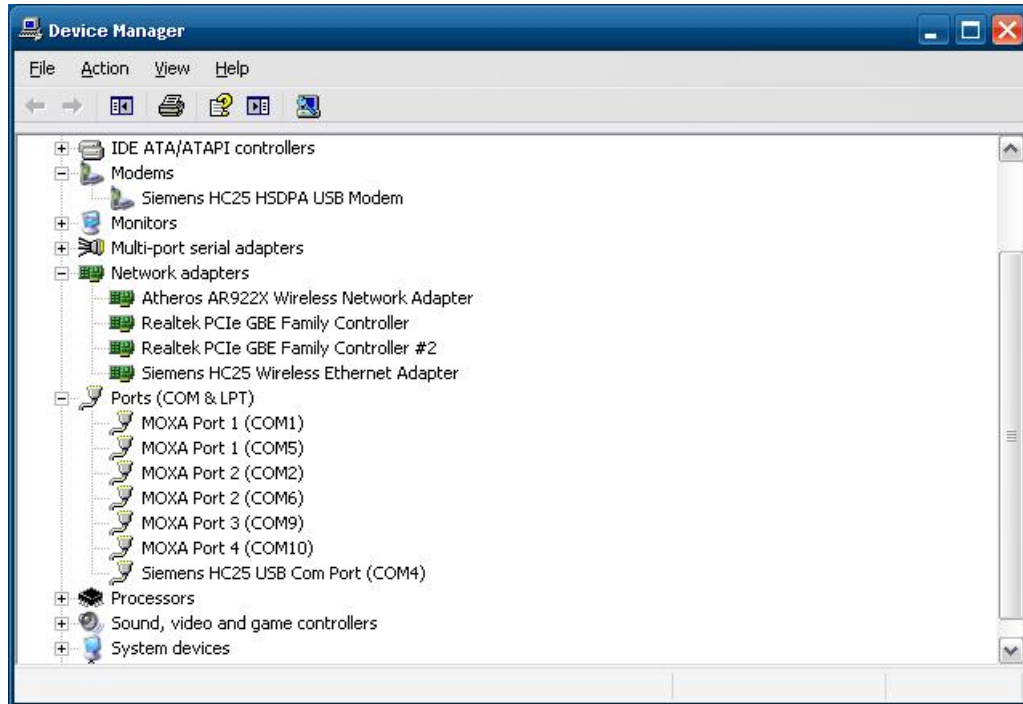 Device Manager
File Action View Help
IDE ATA/ATAPI controllers
Modems
Siemens HC25 HSDPA USB Modem
Monitors
Multi-port serial adapters
Network adapters
Atheros AR922X Wireless Network Adapter
Realtek PCIe GBE Family Controller
Realtek PCIe GBE Family Controller #2
Siemens HC25 Wireless Ethernet Adapter
Ports (COM & LPT)
MOXA Port 1 (COM1)
MOXA Port 1 (COM5)
MOXA Port 2 (COM2)
MOXA Port 2 (COM6)
MOXA Port 3 (COM9)
MOXA Port 4 (COM10)
Siemens HC25 USB Com Port (COM4)
Processors
Sound, video and game controllers
System devices